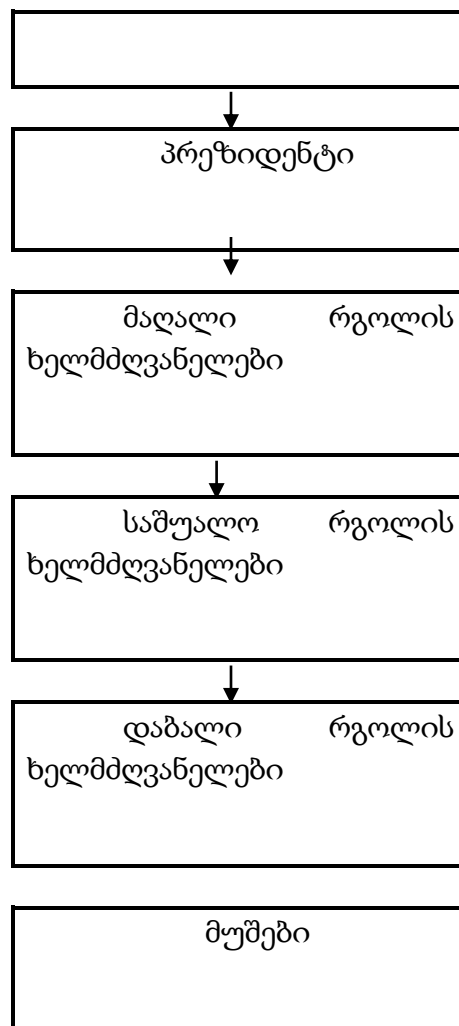 პრეზიდენტი
მაღალი რგოლის
ხელმძღვანელები
საშუალო რგოლის
ხელმძღვანელები
დაბალი რგოლის
ხელმძღვანელები
მუშები